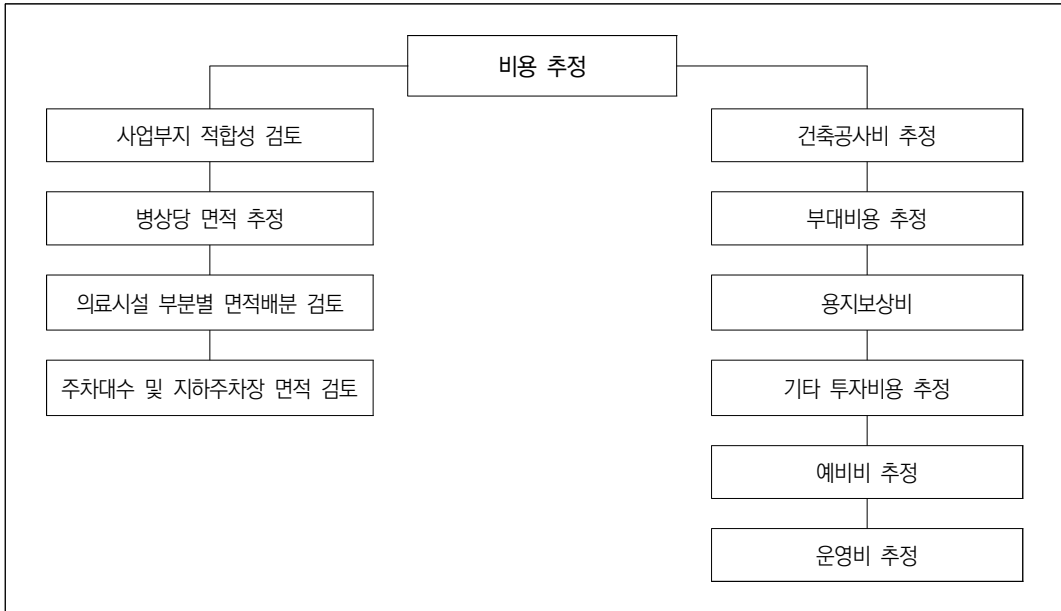 비용 추정
사업부지 적합성 검토
병상당 면적 추정
의료시설 부분별 면적배분 검토
주차대수 및 지하주차장 면적 검토
건축공사비 추정
부대비용 추정
용지보상비
기타 투자비용 추정
예비비 추정
운영비 추정